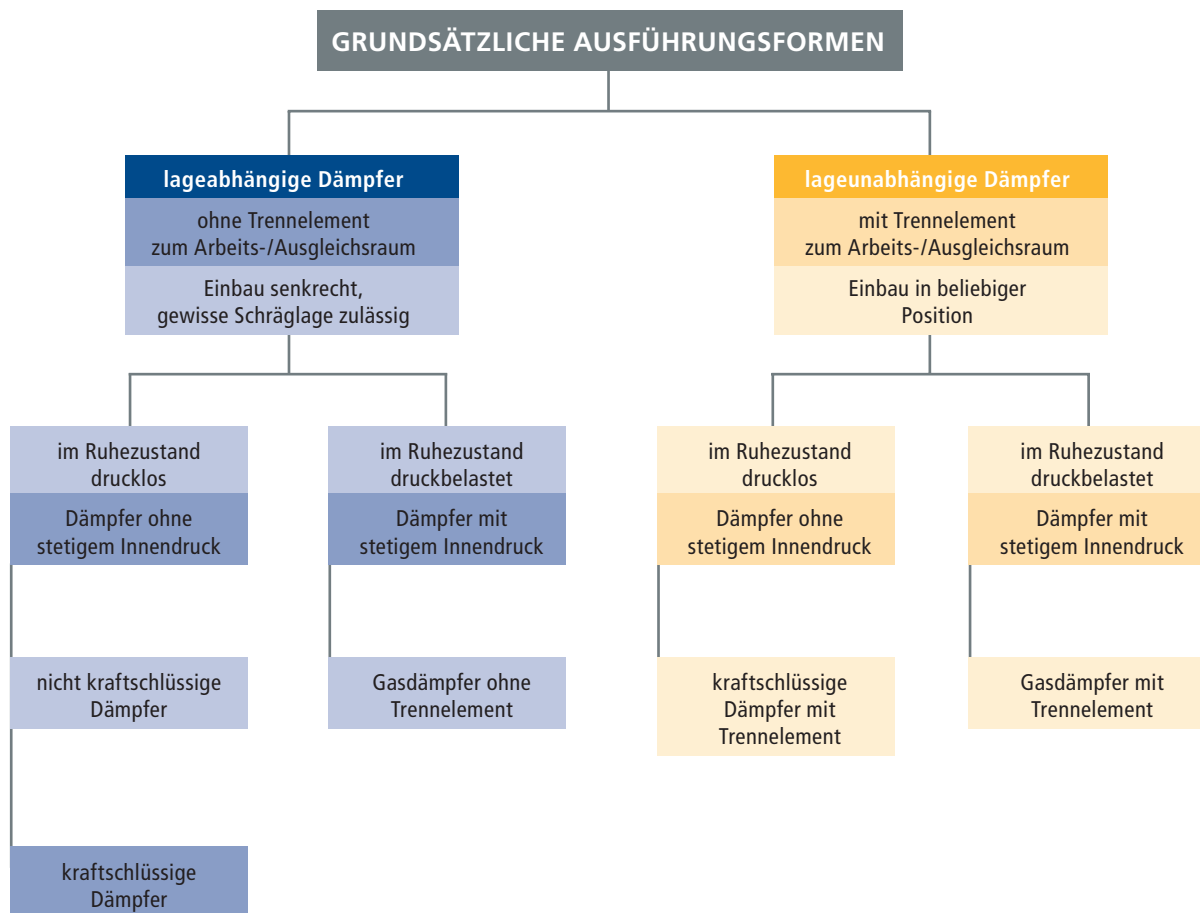 GRUNDSÄTZLICHE AUSFÜHRUNGSFORMEN
lageabhängige Dämpfer
ohne Trennelement
zum Arbeits-/Ausgleichsraum
Einbau senkrecht,
gewisse Schräglage zulässig
lageunabhängige Dämpfer
mit Trennelement
zum Arbeits-/Ausgleichsraum
Einbau in beliebiger
Position
im Ruhezustand
drucklos
Dämpfer ohne
stetigem Innendruck
im Ruhezustand
druckbelastet
Dämpfer mit
stetigem Innendruck
im Ruhezustand
drucklos
Dämpfer ohne
stetigem Innendruck
im Ruhezustand
druckbelastet
Dämpfer mit
stetigem Innendruck
nicht kraftschlüssige
Dämpfer
Gasdämpfer ohne
Trennelement
kraftschlüssige
Dämpfer mit
Trennelement
Gasdämpfer mit
Trennelement
kraftschlüssige
Dämpfer